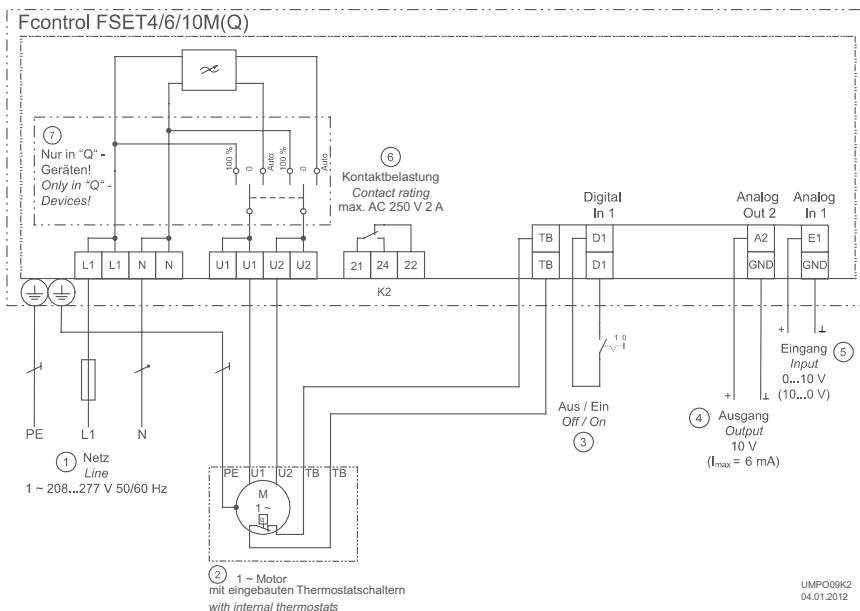 Fcontrol FSET4/6/10M(Q)
7
Nur in "Q" -
Geräten!
Only in "Q" -
Devices!
100 %
0
Auto
100 %
0
Auto
6
Kontaktbelastung
Contact rating
max. AC 250 V 2 A
Digital
In 1
Analog
Out 2
Analog
In 1
L1 L1 N N
U1 U1 U2 U2
21 24 22
K2
TB
TB
D1
D1
A2
GND
E1
GND
PE L1 N
1 Netz
Line
1 ~ 208...277 V 50/60 Hz
1 0
Aus / Ein
Off / On
3
+ ⊥
4 Ausgang
Output
10 V
(Imax = 6 mA)
+ ⊥
Eingang 5
Input
0...10 V
(10...0 V)
PE U1 U2 TB TB
M
1 ~
2 1 ~ Motor
mit eingebauten Thermostatschaltern
with internal thermostats
UMPO09K2
04.01.2012